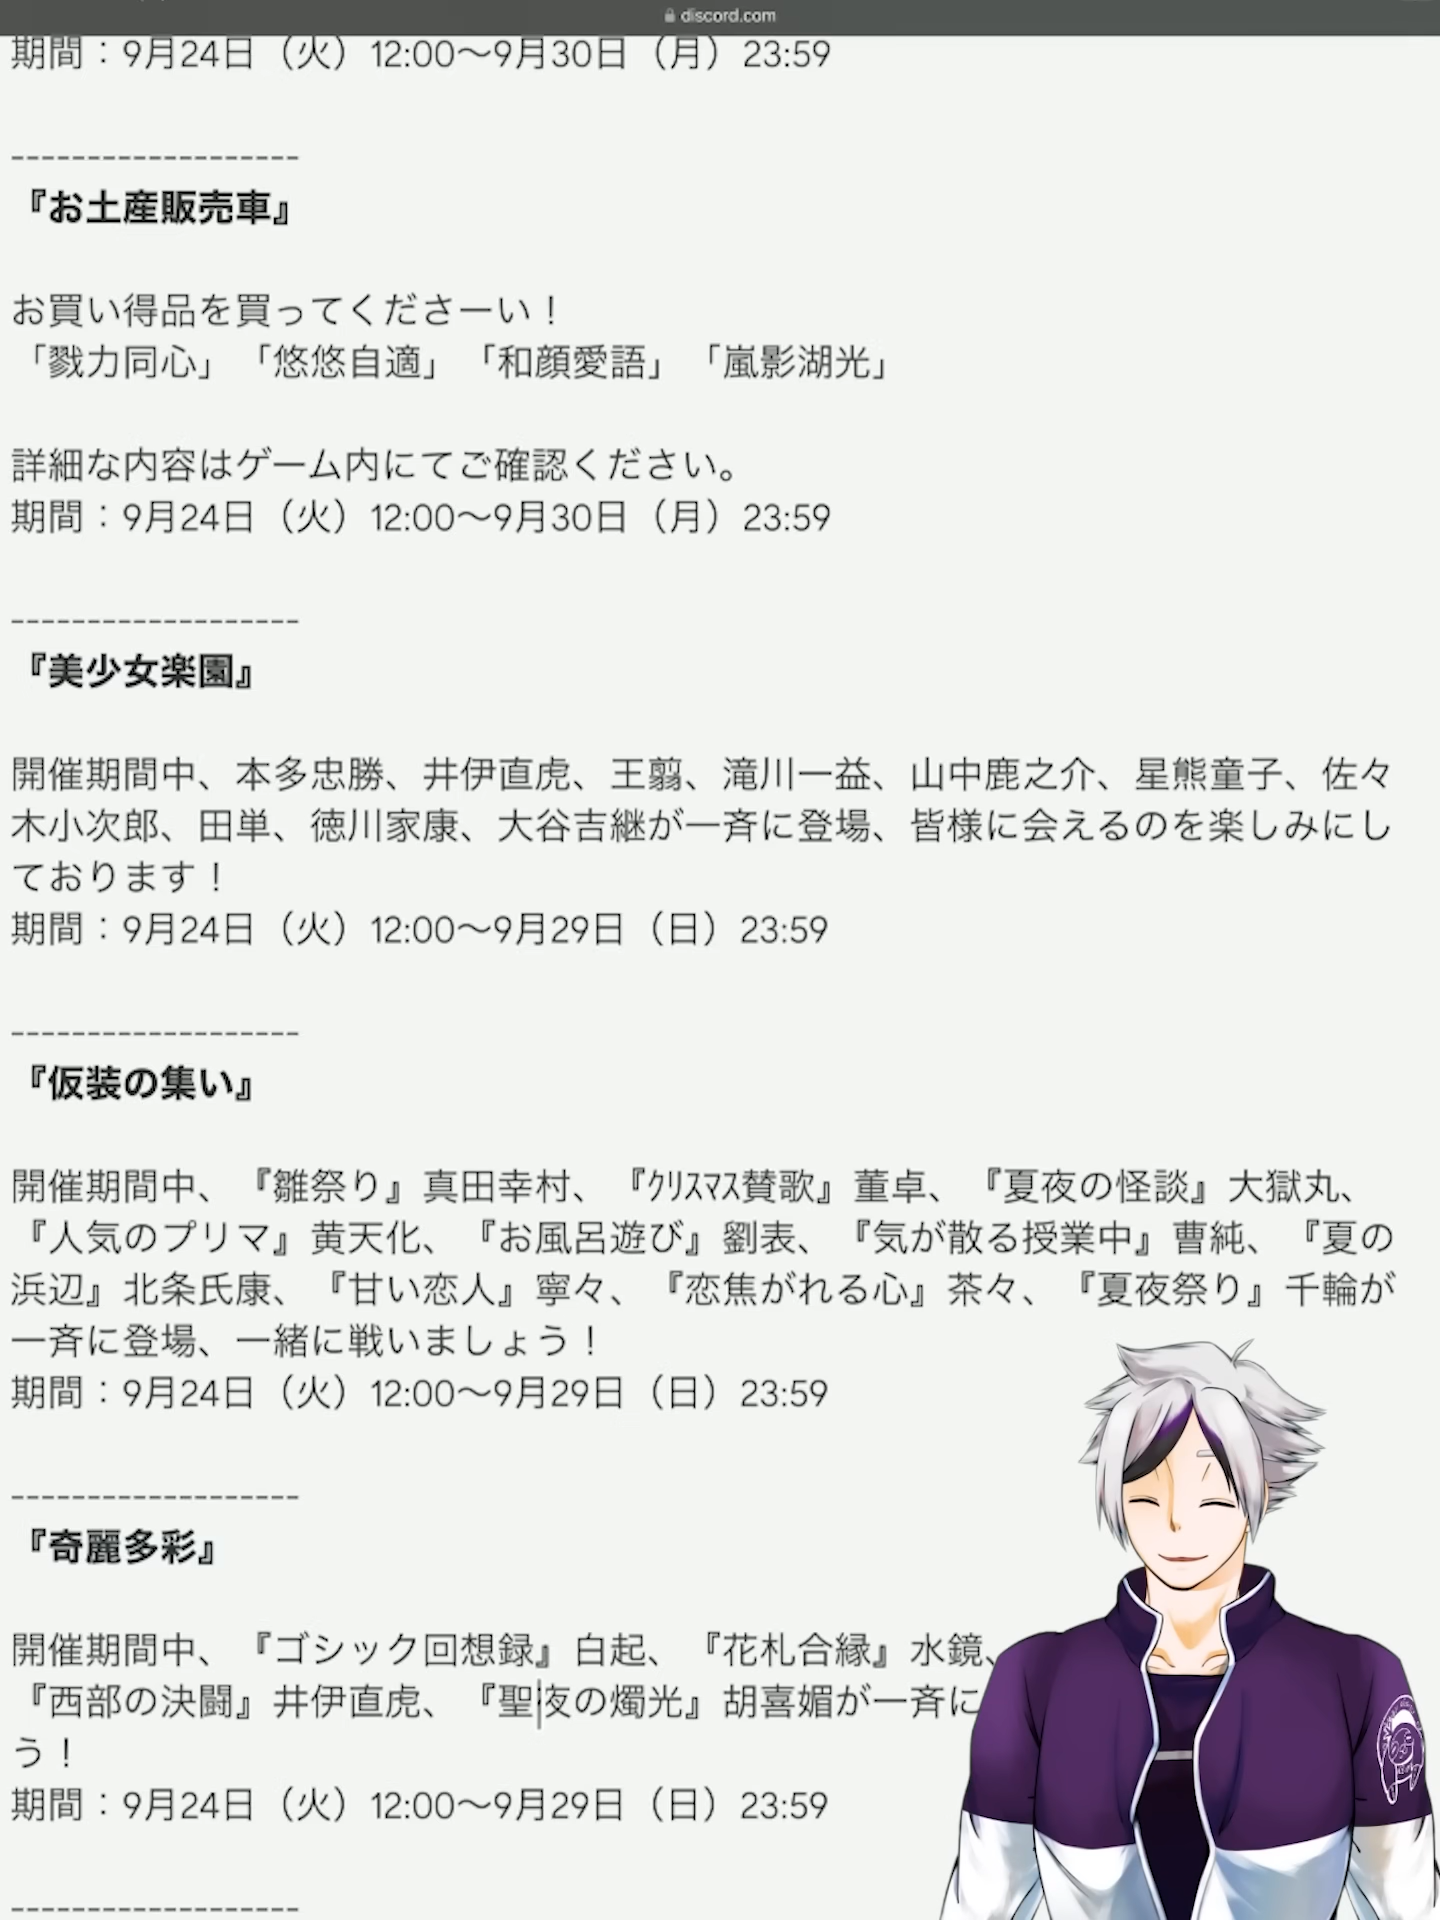 discord.com
期間：9月24日（火）12:00〜9月30日（月）23:59
-------------------
『お土産販売車』
お買い得品を買ってくださーい！
「戮力同心」「悠悠自適」「和顔愛語」「嵐影湖光」
詳細な内容はゲーム内にてご確認ください。
期間：9月24日（火）12:00〜9月30日（月）23:59
-------------------
『美少女楽園』
開催期間中、本多忠勝、井伊直虎、王翦、滝川一益、山中鹿之介、星熊童子、佐々
木小次郎、田単、徳川家康、大谷吉継が一斉に登場、皆様に会えるのを楽しみにし
ております！
期間：9月24日（火）12:00〜9月29日（日）23:59
-------------------
『仮装の集い』
開催期間中、『雛祭り』真田幸村、『ｸﾘｽﾏｽ賛歌』董卓、『夏夜の怪談』大獄丸、
『人気のプリマ』黄天化、『お風呂遊び』劉表、『気が散る授業中』曹純、『夏の
浜辺』北条氏康、『甘い恋人』寧々、『恋焦がれる心』茶々、『夏夜祭り』千輪が
一斉に登場、一緒に戦いましょう！
期間：9月24日（火）12:00〜9月29日（日）23:59
-------------------
『奇麗多彩』
開催期間中、『ゴシック回想録』白起、『花札合縁』水鏡、
『西部の決闘』井伊直虎、『聖夜の燭光』胡喜媚が一斉に
う！
期間：9月24日（火）12:00〜9月29日（日）23:59
-------------------